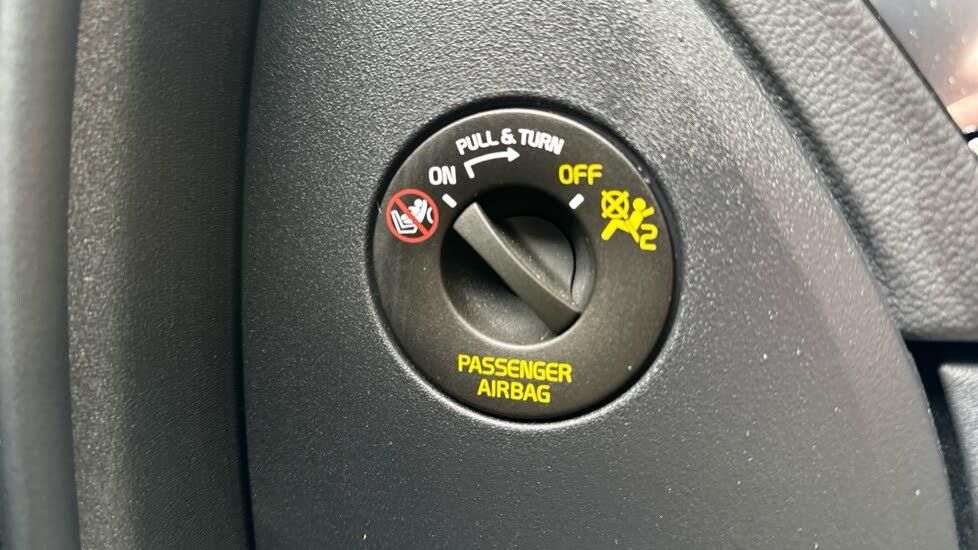 PULL & TURN
ON
OFF
2
PASSENGER
AIRBAG